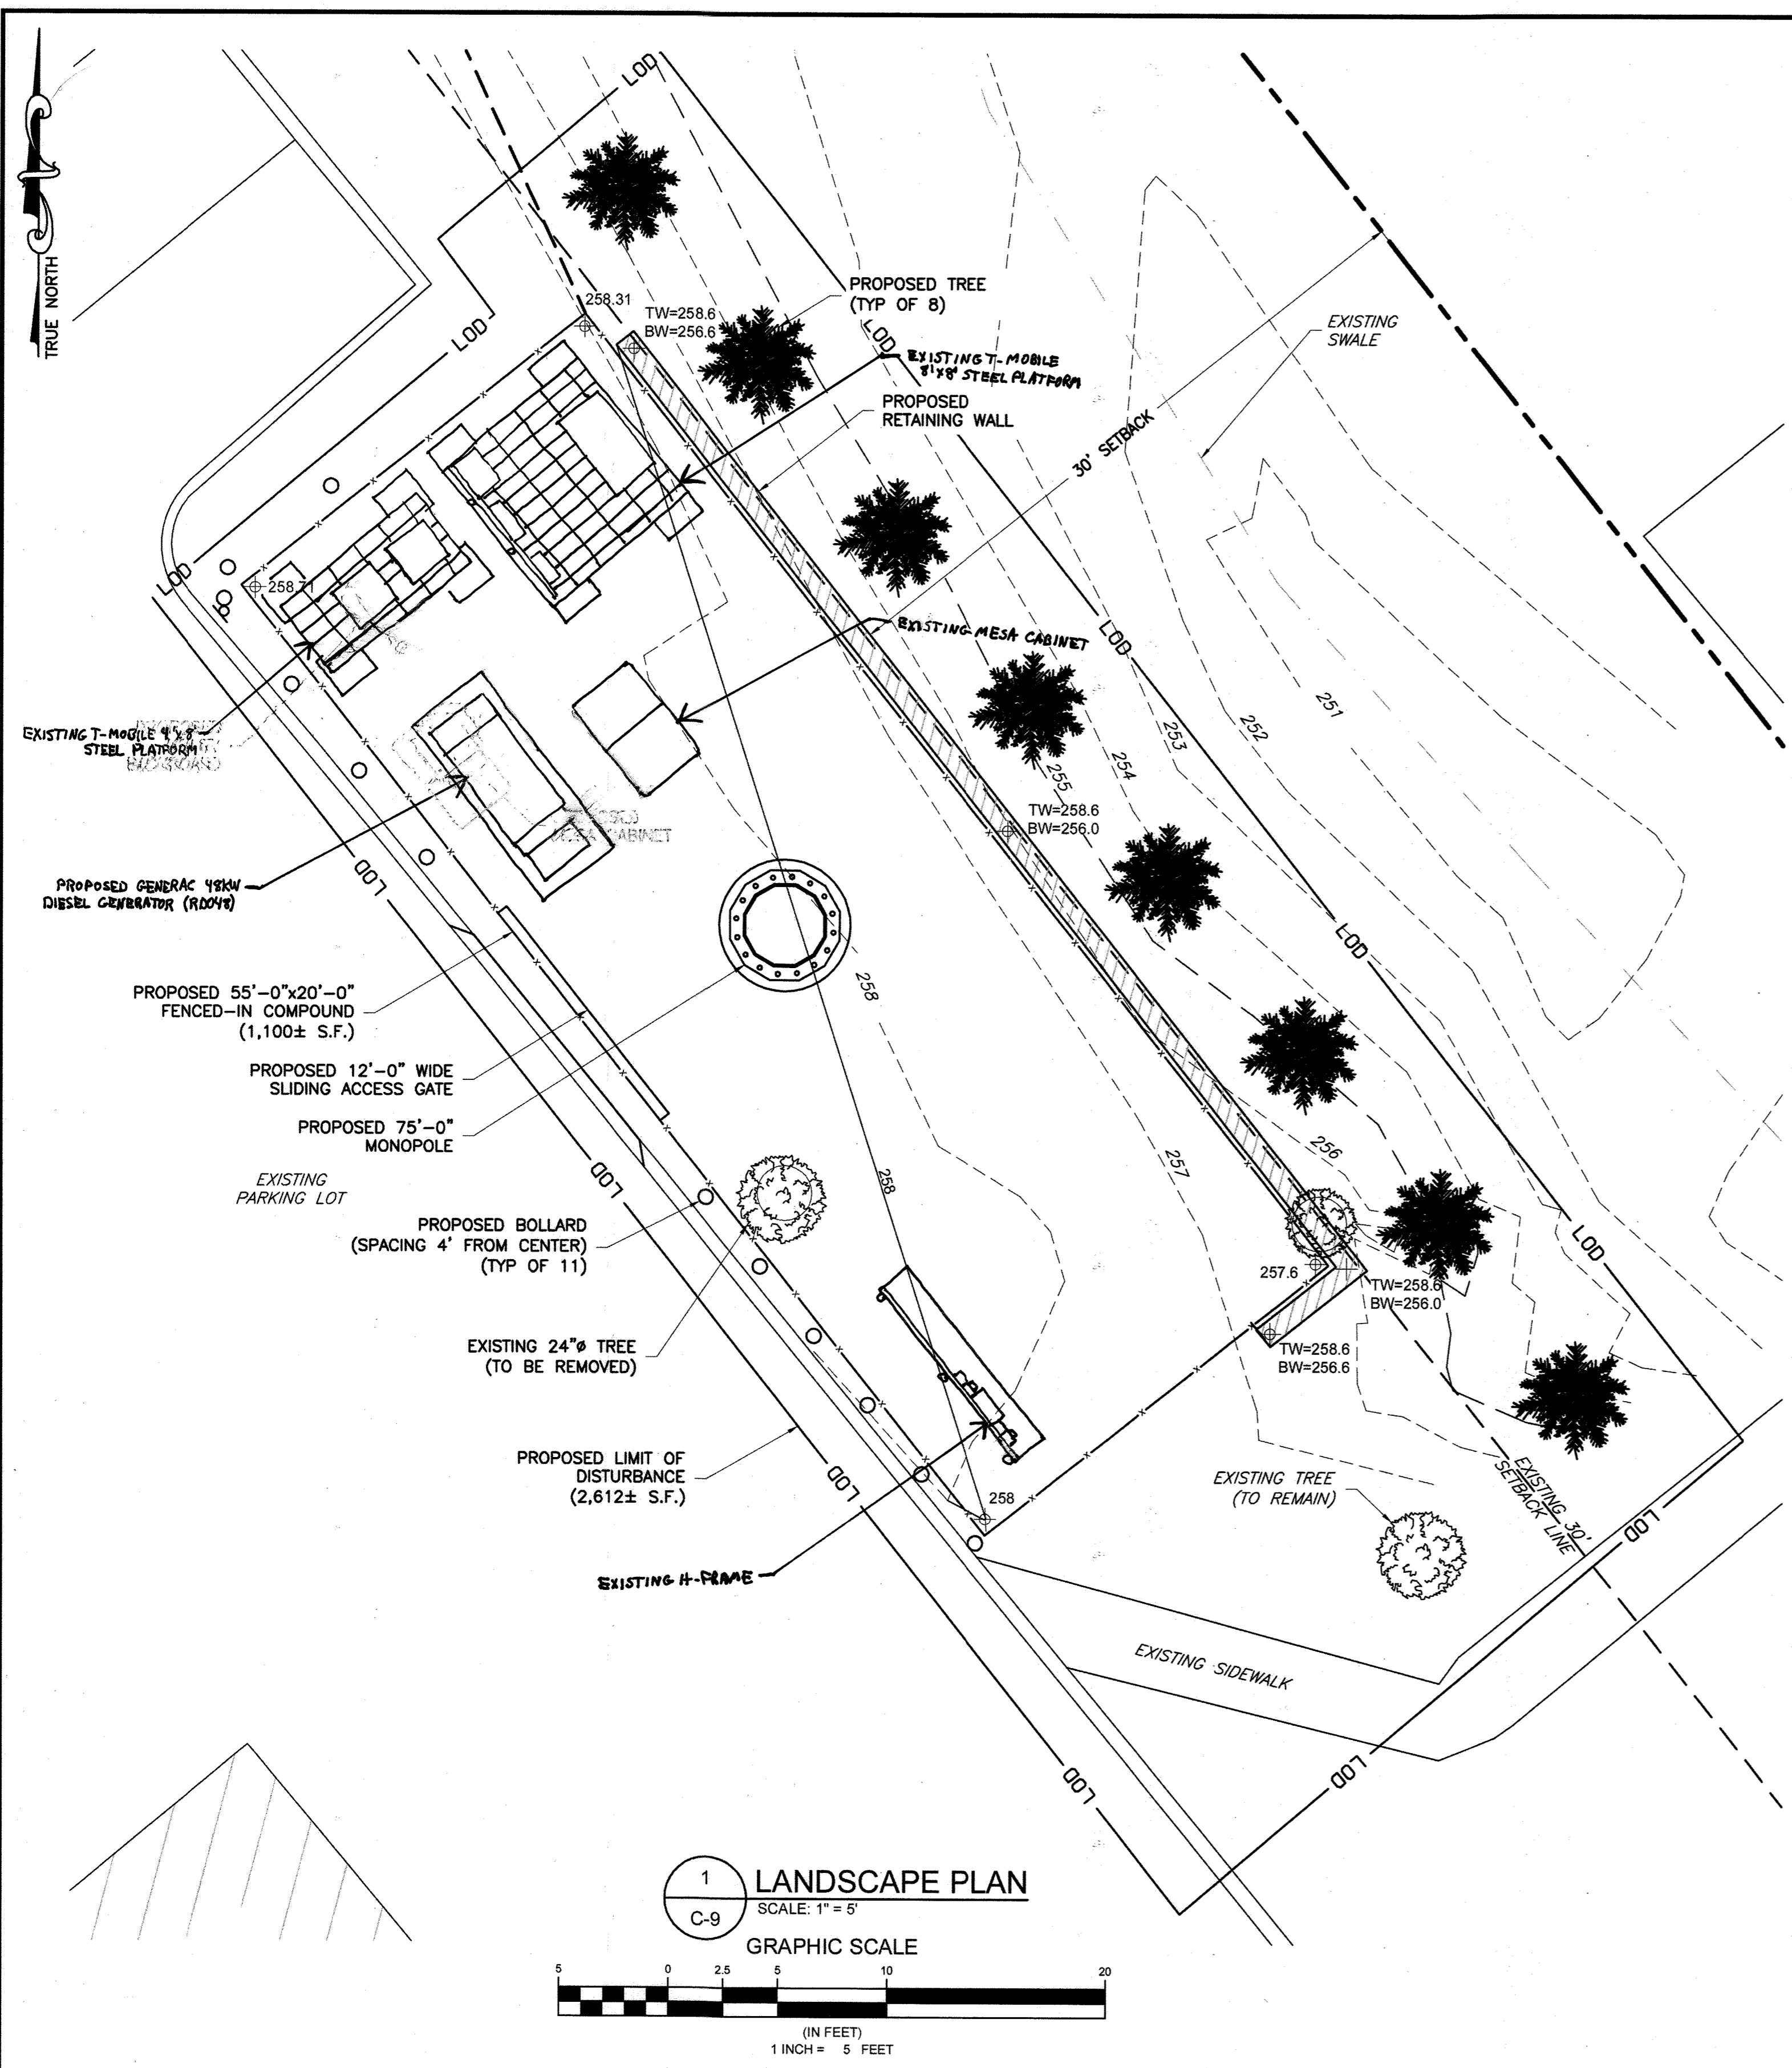 TRUE NORTH
LOD
258.31
TW=258.6
BW=256.6
PROPOSED TREE
(TYP OF 8)
LOD
LOD
EXISTING
SWALE
EXISTING T-MOBILE
8'x8' STEEL PLATFORM
PROPOSED
RETAINING WALL
30' SETBACK
LOD
258.71
EXISTING MESA CABINET
LOD
251
252
253
254
255
EXISTING T-MOBILE 4'x8'
STEEL PLATFORM
TW=258.6
BW=256.0
MESA CABINET
PROPOSED GENERAC 48KW
DIESEL GENERATOR (RD048)
LOD
LOD
258
PROPOSED 55'-0"x20'-0"
FENCED-IN COMPOUND
(1,100± S.F.)
PROPOSED 12'-0" WIDE
SLIDING ACCESS GATE
PROPOSED 75'-0"
MONOPOLE
EXISTING
PARKING LOT
LOD
258
257
256
PROPOSED BOLLARD
(SPACING 4' FROM CENTER)
(TYP OF 11)
LOD
257.6
TW=258.6
BW=256.0
TW=258.6
BW=256.6
EXISTING 24"ø TREE
(TO BE REMOVED)
PROPOSED LIMIT OF
DISTURBANCE
(2,612± S.F.)
LOD
258
EXISTING TREE
(TO REMAIN)
EXISTING 30'
SETBACK LINE
LOD
EXISTING H-FRAME
EXISTING SIDEWALK
LOD
LOD
1
C-9
LANDSCAPE PLAN
SCALE: 1" = 5'
GRAPHIC SCALE
5 0 2.5 5 10 20
(IN FEET)
1 INCH = 5 FEET